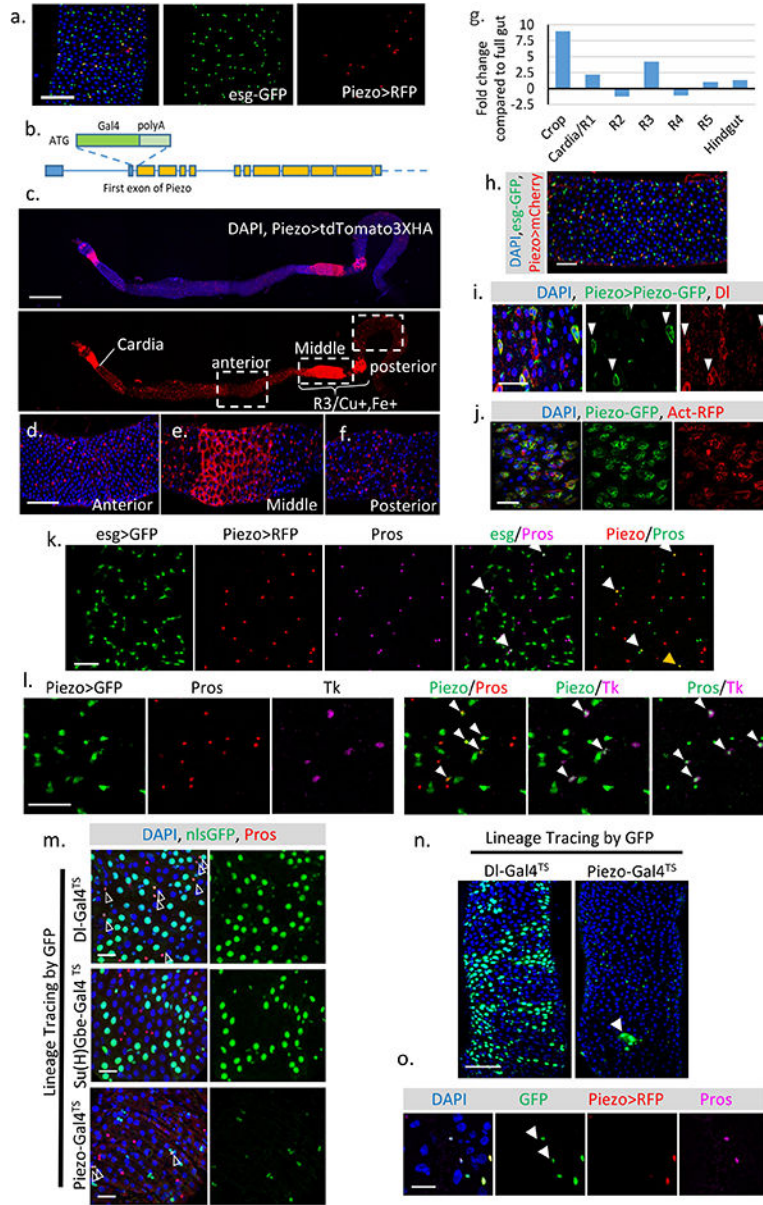 a.
esg-GFP
Piezo>RFP
g.
Fold change
compared to full gut
10
7.5
5
2.5
0
-2.5
Crop
Cardia/R1
R2
R3
R4
R5
Hindgut
b.
ATG
Gal4
polyA
First exon of Piezo
c.
DAPI, Piezo>tdTomato3XHA
Cardia
anterior
Middle
posterior
R3/Cu+,Fe+
d.
Anterior
e.
Middle
f.
Posterior
h.
DAPI,esg-GFP,
Piezo>mCherry
i.
DAPI, Piezo>Piezo-GFP, Dl
j.
DAPI, Piezo-GFP, Act-RFP
k.
esg>GFP
Piezo>RFP
Pros
esg/Pros
Piezo/Pros
l.
Piezo>GFP
Pros
Tk
Piezo/Pros
Piezo/Tk
Pros/Tk
m.
DAPI, nlsGFP, Pros
Lineage Tracing by GFP
Dl-Gal4TS
Su(H)Gbe-Gal4 TS
Piezo-Gal4TS
n.
Lineage Tracing by GFP
Dl-Gal4TS
Piezo-Gal4TS
o.
DAPI
GFP
Piezo>RFP
Pros